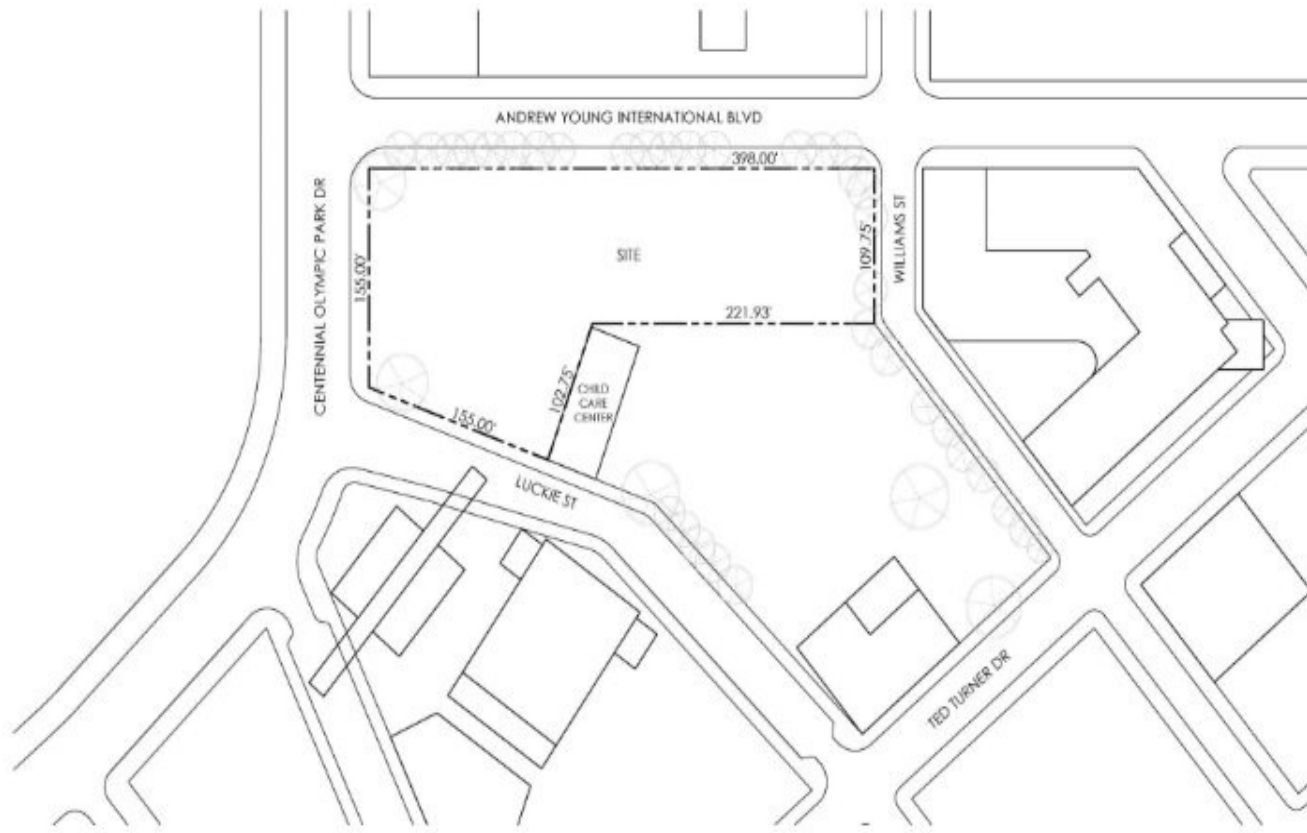 ANDREW YOUNG INTERNATIONAL BLVD
398.00'
CENTENNIAL OLYMPIC PARK DR
155.00'
SITE
109.75'
WILLIAMS ST
221.93'
102.75'
CHILD
CARE
CENTER
155.00'
LUCKIE ST
TED TURNER DR